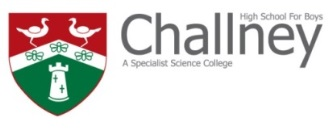 High School For Boys
Challney
A Specialist Science College